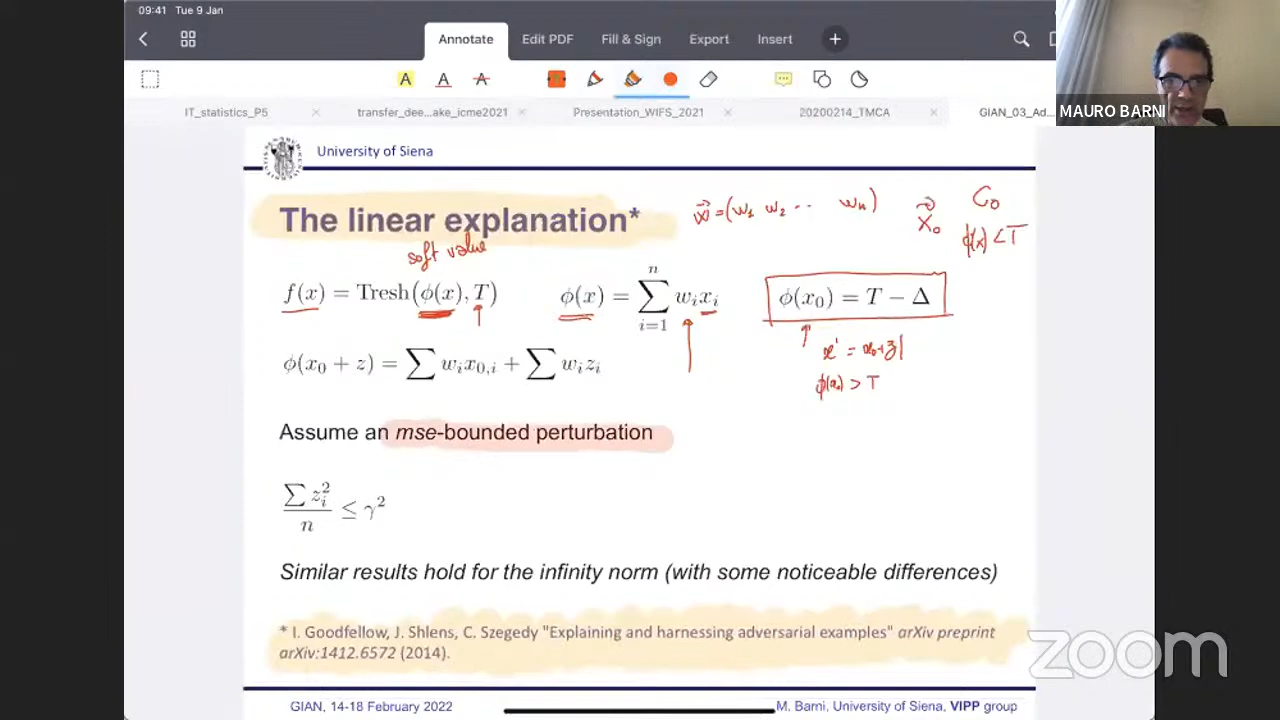 09:41 Tue 9 Jan
Annotate Edit PDF Fill & Sign Export Insert +
A A A
IT_statistics_P5 × transfer_dee...ake_icme2021 × Presentation_WIFS_2021 × 20200214_TMCA × GIAN_03_Ad
MAURO BARNI
University of Siena
The linear explanation*
w⃗ = (w₁ w₂ ·· wₙ)
x⃗₀
C₀
ϕ(x) < T
soft value
f(x) = Tresh(ϕ(x), T)
ϕ(x) = ∑ᵢ₌₁ⁿ wᵢxᵢ
ϕ(x₀) = T − Δ
x' = x₀+z
ϕ(x₀) > T
ϕ(x₀ + z) = ∑ wᵢx₀,ᵢ + ∑ wᵢzᵢ
Assume an mse-bounded perturbation
∑ zᵢ² / n ≤ γ²
Similar results hold for the infinity norm (with some noticeable differences)
* I. Goodfellow, J. Shlens, C. Szegedy "Explaining and harnessing adversarial examples" arXiv preprint
arXiv:1412.6572 (2014).
zoom
GIAN, 14-18 February 2022
M. Barni, University of Siena, VIPP group